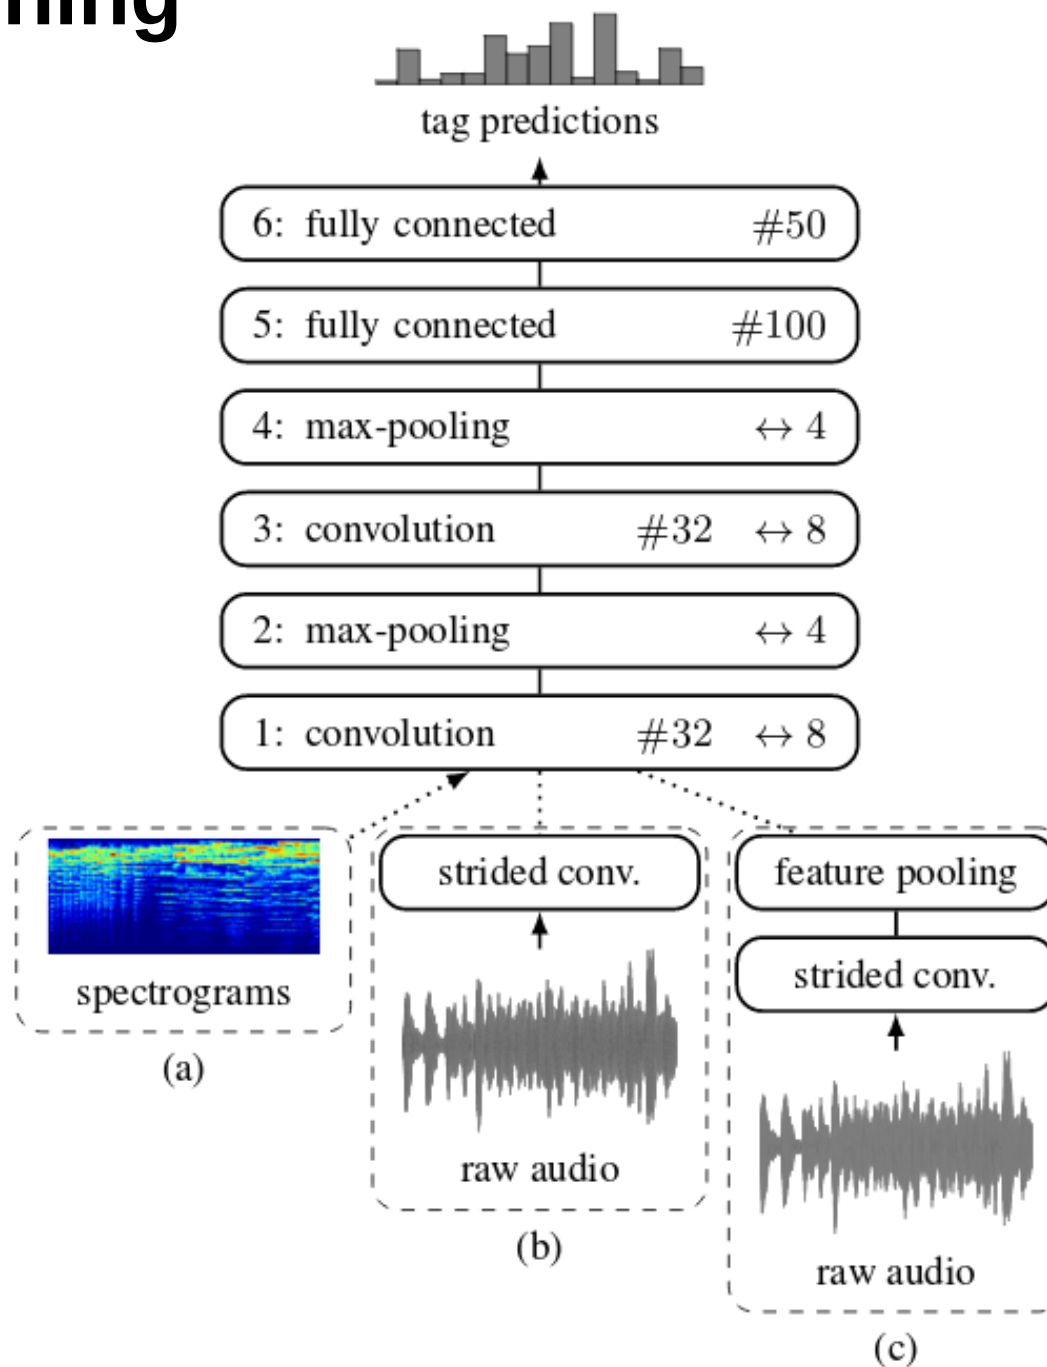 tag predictions
6: fully connected #50
5: fully connected #100
4: max-pooling ↔ 4
3: convolution #32 ↔ 8
2: max-pooling ↔ 4
1: convolution #32 ↔ 8
spectrograms
(a)
strided conv.
raw audio
(b)
feature pooling
strided conv.
raw audio
(c)